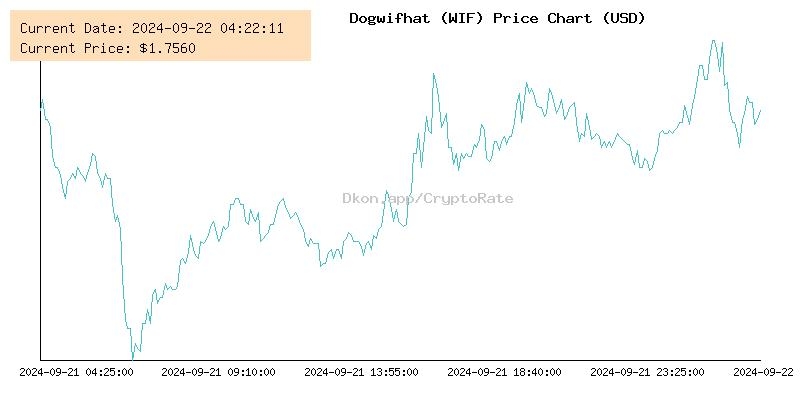 Dogwifhat (WIF) Price Chart (USD)
Current Date: 2024-09-22 04:22:11
Current Price: $1.7560
Dkon.app/CryptoRate
2024-09-21 04:25:00 2024-09-21 09:10:00 2024-09-21 13:55:00 2024-09-21 18:40:00 2024-09-21 23:25:00 2024-09-22